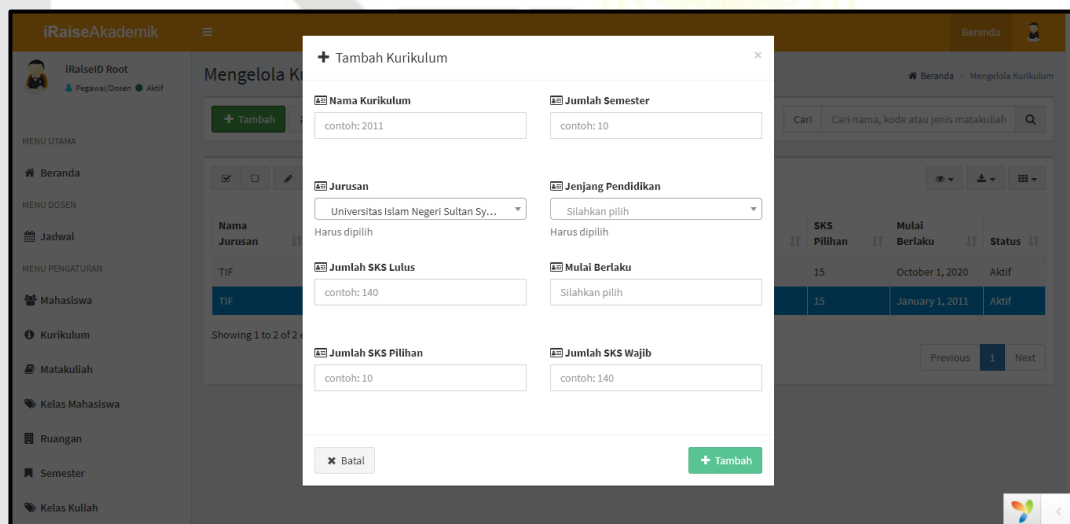 iRaiseAkademik
Beranda
iRaiseID Root
Pegawai/Dosen Aktif
MENU UTAMA
Beranda
MENU DOSEN
Jadwal
MENU PENGATURAN
Mahasiswa
Kurikulum
Matakuliah
Kelas Mahasiswa
Ruangan
Semester
Kelas Kuliah
Mengelola
Beranda > Mengelola Kurikulum
+ Tambah
Cari Cari nama, kode atau jenis matakuliah
Nama Jurusan
SKS Pilihan
Mulai Berlaku
Status
TIF 15 October 1, 2020 Aktif
TIF 15 January 1, 2011 Aktif
Showing 1 to 2 of 2
Previous 1 Next
+ Tambah Kurikulum ×
Nama Kurikulum
contoh: 2011
Jumlah Semester
contoh: 10
Jurusan
Universitas Islam Negeri Sultan Sy...
Harus dipilih
Jenjang Pendidikan
Silahkan pilih
Harus dipilih
Jumlah SKS Lulus
contoh: 140
Mulai Berlaku
Silahkan pilih
Jumlah SKS Pilihan
contoh: 10
Jumlah SKS Wajib
contoh: 140
Batal
+ Tambah